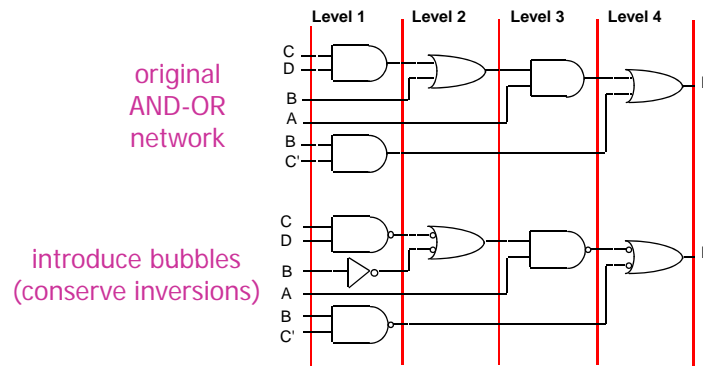 Level 1 Level 2 Level 3 Level 4
C
D
B
A
B
C'
original
AND-OR
network
C
D
B
A
B
C'
introduce bubbles
(conserve inversions)